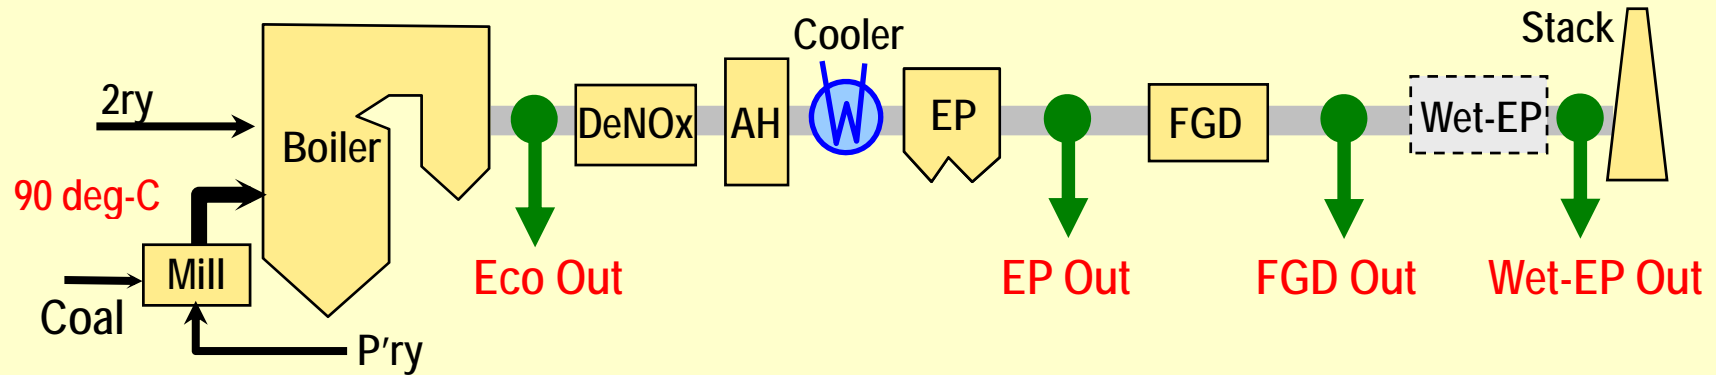 Cooler
Stack
2ry
Boiler
DeNOx
AH
W
EP
FGD
Wet-EP
90 deg-C
Mill
Coal
P'ry
Eco Out
EP Out
FGD Out
Wet-EP Out